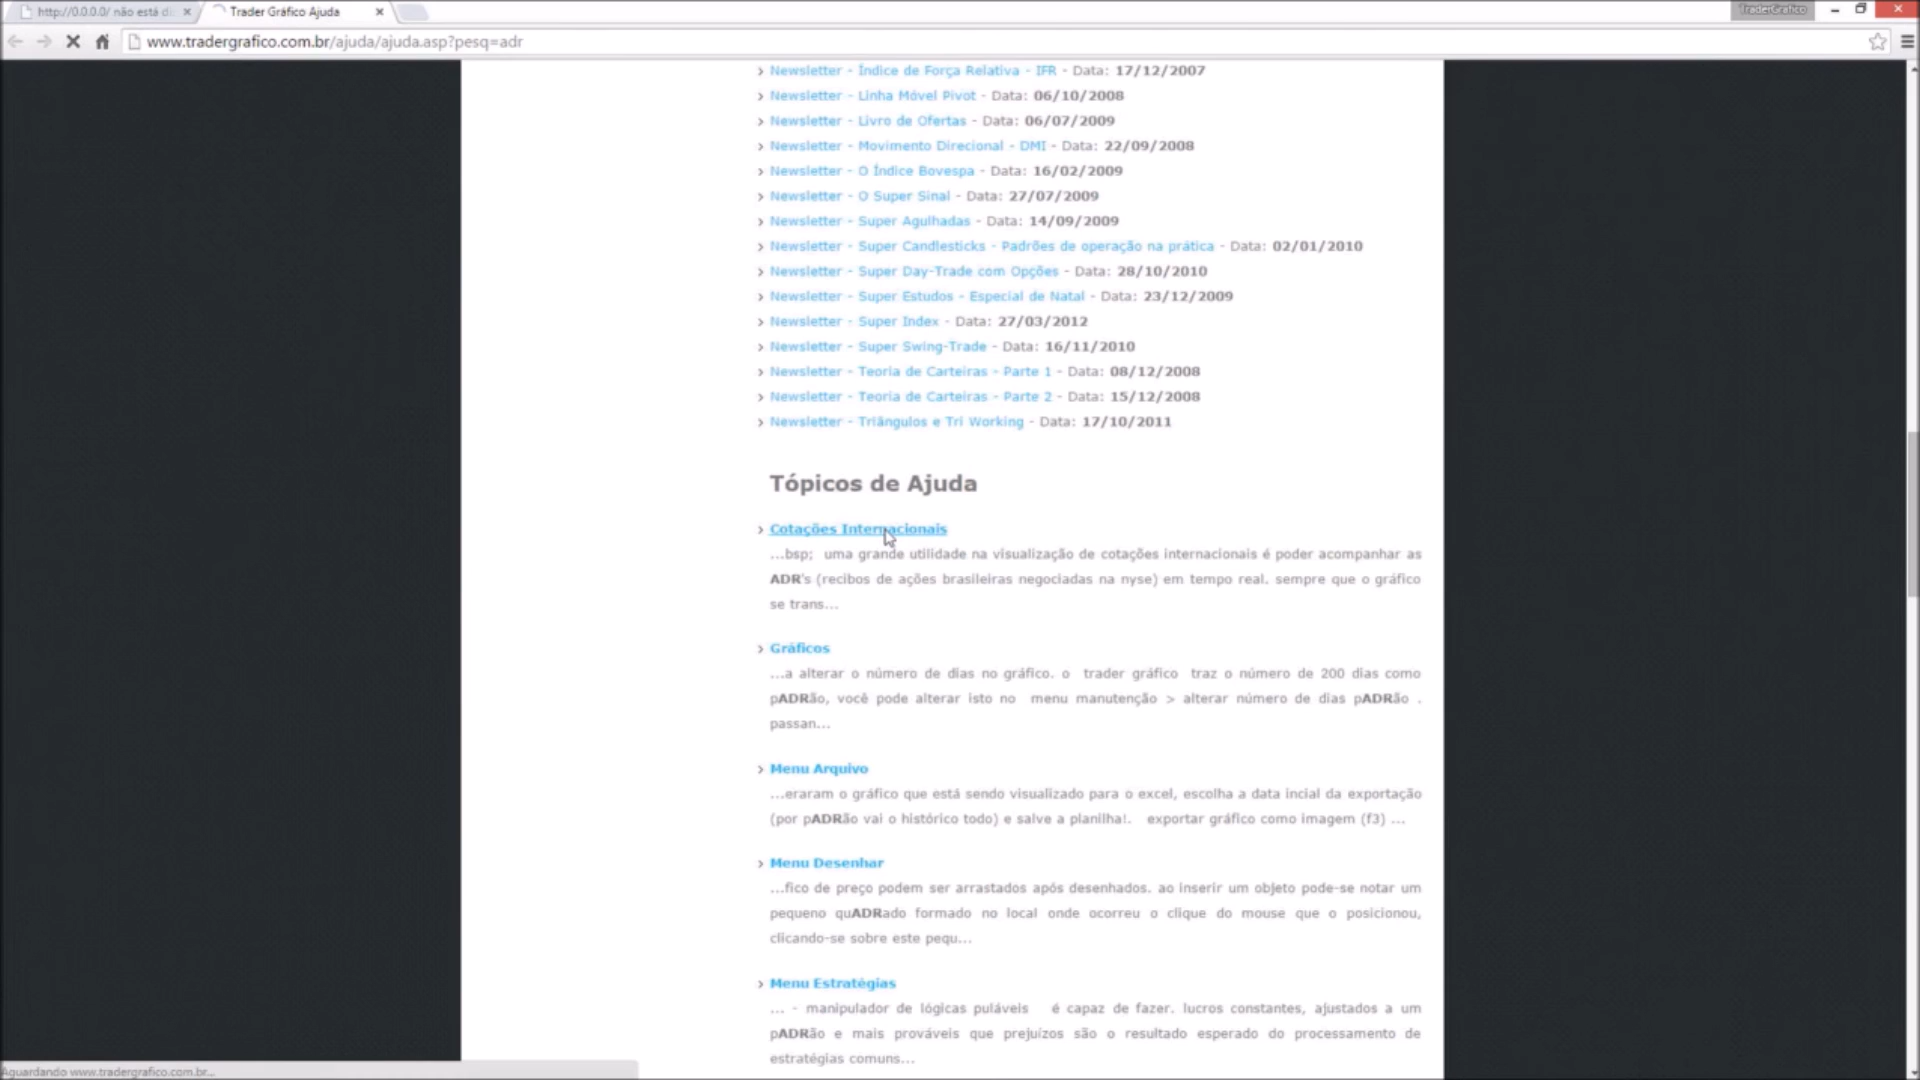 http://0.0.0.0/ não está di
Trader Gráfico Ajuda
TraderGrafico
www.tradergrafico.com.br/ajuda/ajuda.asp?pesq=adr
Newsletter - Índice de Força Relativa - IFR - Data: 17/12/2007
Newsletter - Linha Móvel Pivot - Data: 06/10/2008
Newsletter - Livro de Ofertas - Data: 06/07/2009
Newsletter - Movimento Direcional - DMI - Data: 22/09/2008
Newsletter - O Índice Bovespa - Data: 16/02/2009
Newsletter - O Super Sinal - Data: 27/07/2009
Newsletter - Super Agulhadas - Data: 14/09/2009
Newsletter - Super Candlesticks - Padrões de operação na prática - Data: 02/01/2010
Newsletter - Super Day-Trade com Opções - Data: 28/10/2010
Newsletter - Super Estudos - Especial de Natal - Data: 23/12/2009
Newsletter - Super Index - Data: 27/03/2012
Newsletter - Super Swing-Trade - Data: 16/11/2010
Newsletter - Teoria de Carteiras - Parte 1 - Data: 08/12/2008
Newsletter - Teoria de Carteiras - Parte 2 - Data: 15/12/2008
Newsletter - Triângulos e Tri Working - Data: 17/10/2011
Tópicos de Ajuda
Cotações Internacionais
...bsp; uma grande utilidade na visualização de cotações internacionais é poder acompanhar as
ADR's (recibos de ações brasileiras negociadas na nyse) em tempo real. sempre que o gráfico
se trans...
Gráficos
...a alterar o número de dias no gráfico. o trader gráfico traz o número de 200 dias como
pADRão, você pode alterar isto no menu manutenção > alterar número de dias pADRão .
passan...
Menu Arquivo
...eraram o gráfico que está sendo visualizado para o excel, escolha a data incial da exportação
(por pADRão vai o histórico todo) e salve a planilha!. exportar gráfico como imagem (f3) ...
Menu Desenhar
...fico de preço podem ser arrastados após desenhados. ao inserir um objeto pode-se notar um
pequeno quADRado formado no local onde ocorreu o clique do mouse que o posicionou,
clicando-se sobre este pequ...
Menu Estratégias
... - manipulador de lógicas puláveis é capaz de fazer. lucros constantes, ajustados a um
pADRão e mais prováveis que prejuízos são o resultado esperado do processamento de
estratégias comuns...
Aguardando www.tradergrafico.com.br...